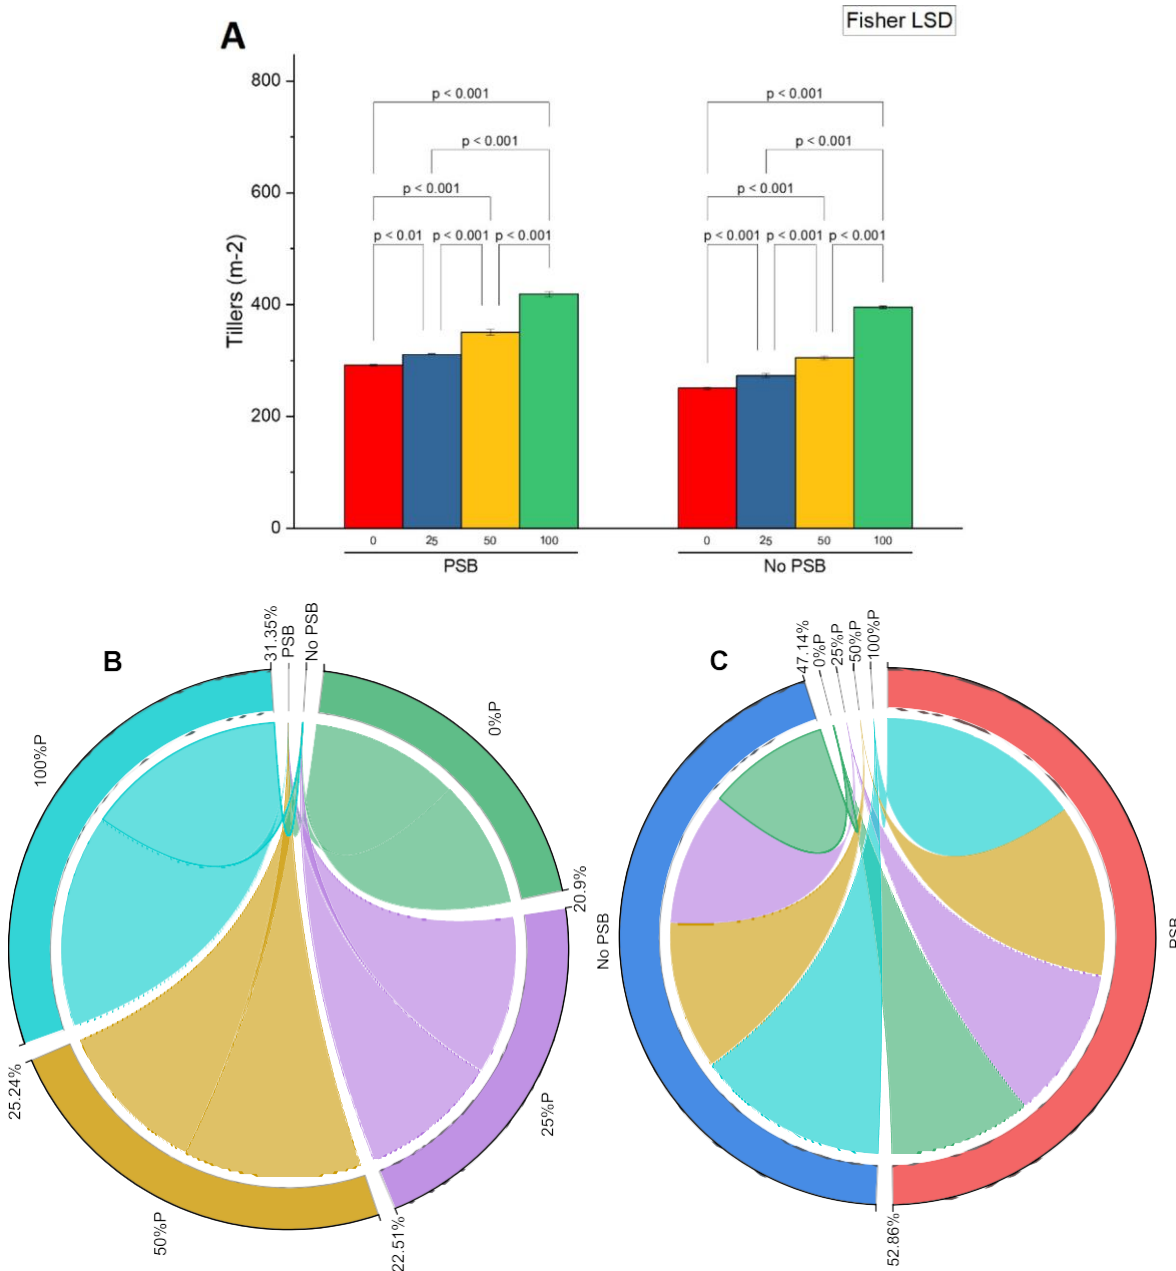 A
Fisher LSD
Tillers (m-2)
800
600
400
200
0
p < 0.001
p < 0.001
p < 0.001
p < 0.01
p < 0.001
p < 0.001
p < 0.001
p < 0.001
p < 0.001
p < 0.001
p < 0.001
p < 0.001
0
25
50
100
0
25
50
100
PSB
No PSB
B
31.35%
PSB
No PSB
0%P
20.9%
25%P
22.51%
50%P
25.24%
100%P
C
47.14%
0%P
25%P
50%P
100%P
PSB
52.86%
No PSB